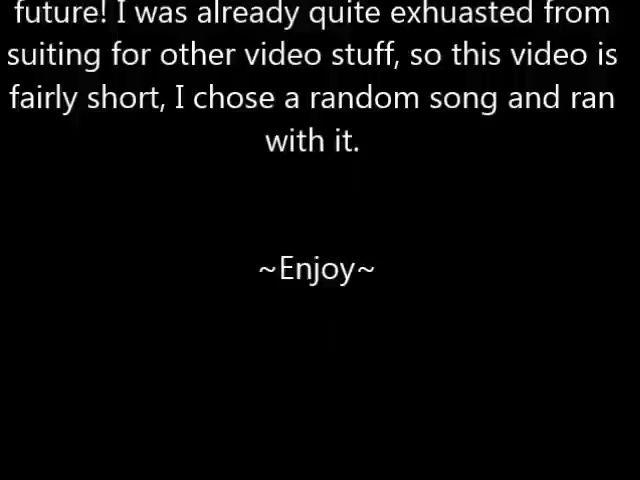 future! I was already quite exhuasted from
suiting for other video stuff, so this video is
fairly short, I chose a random song and ran
with it.
~Enjoy~